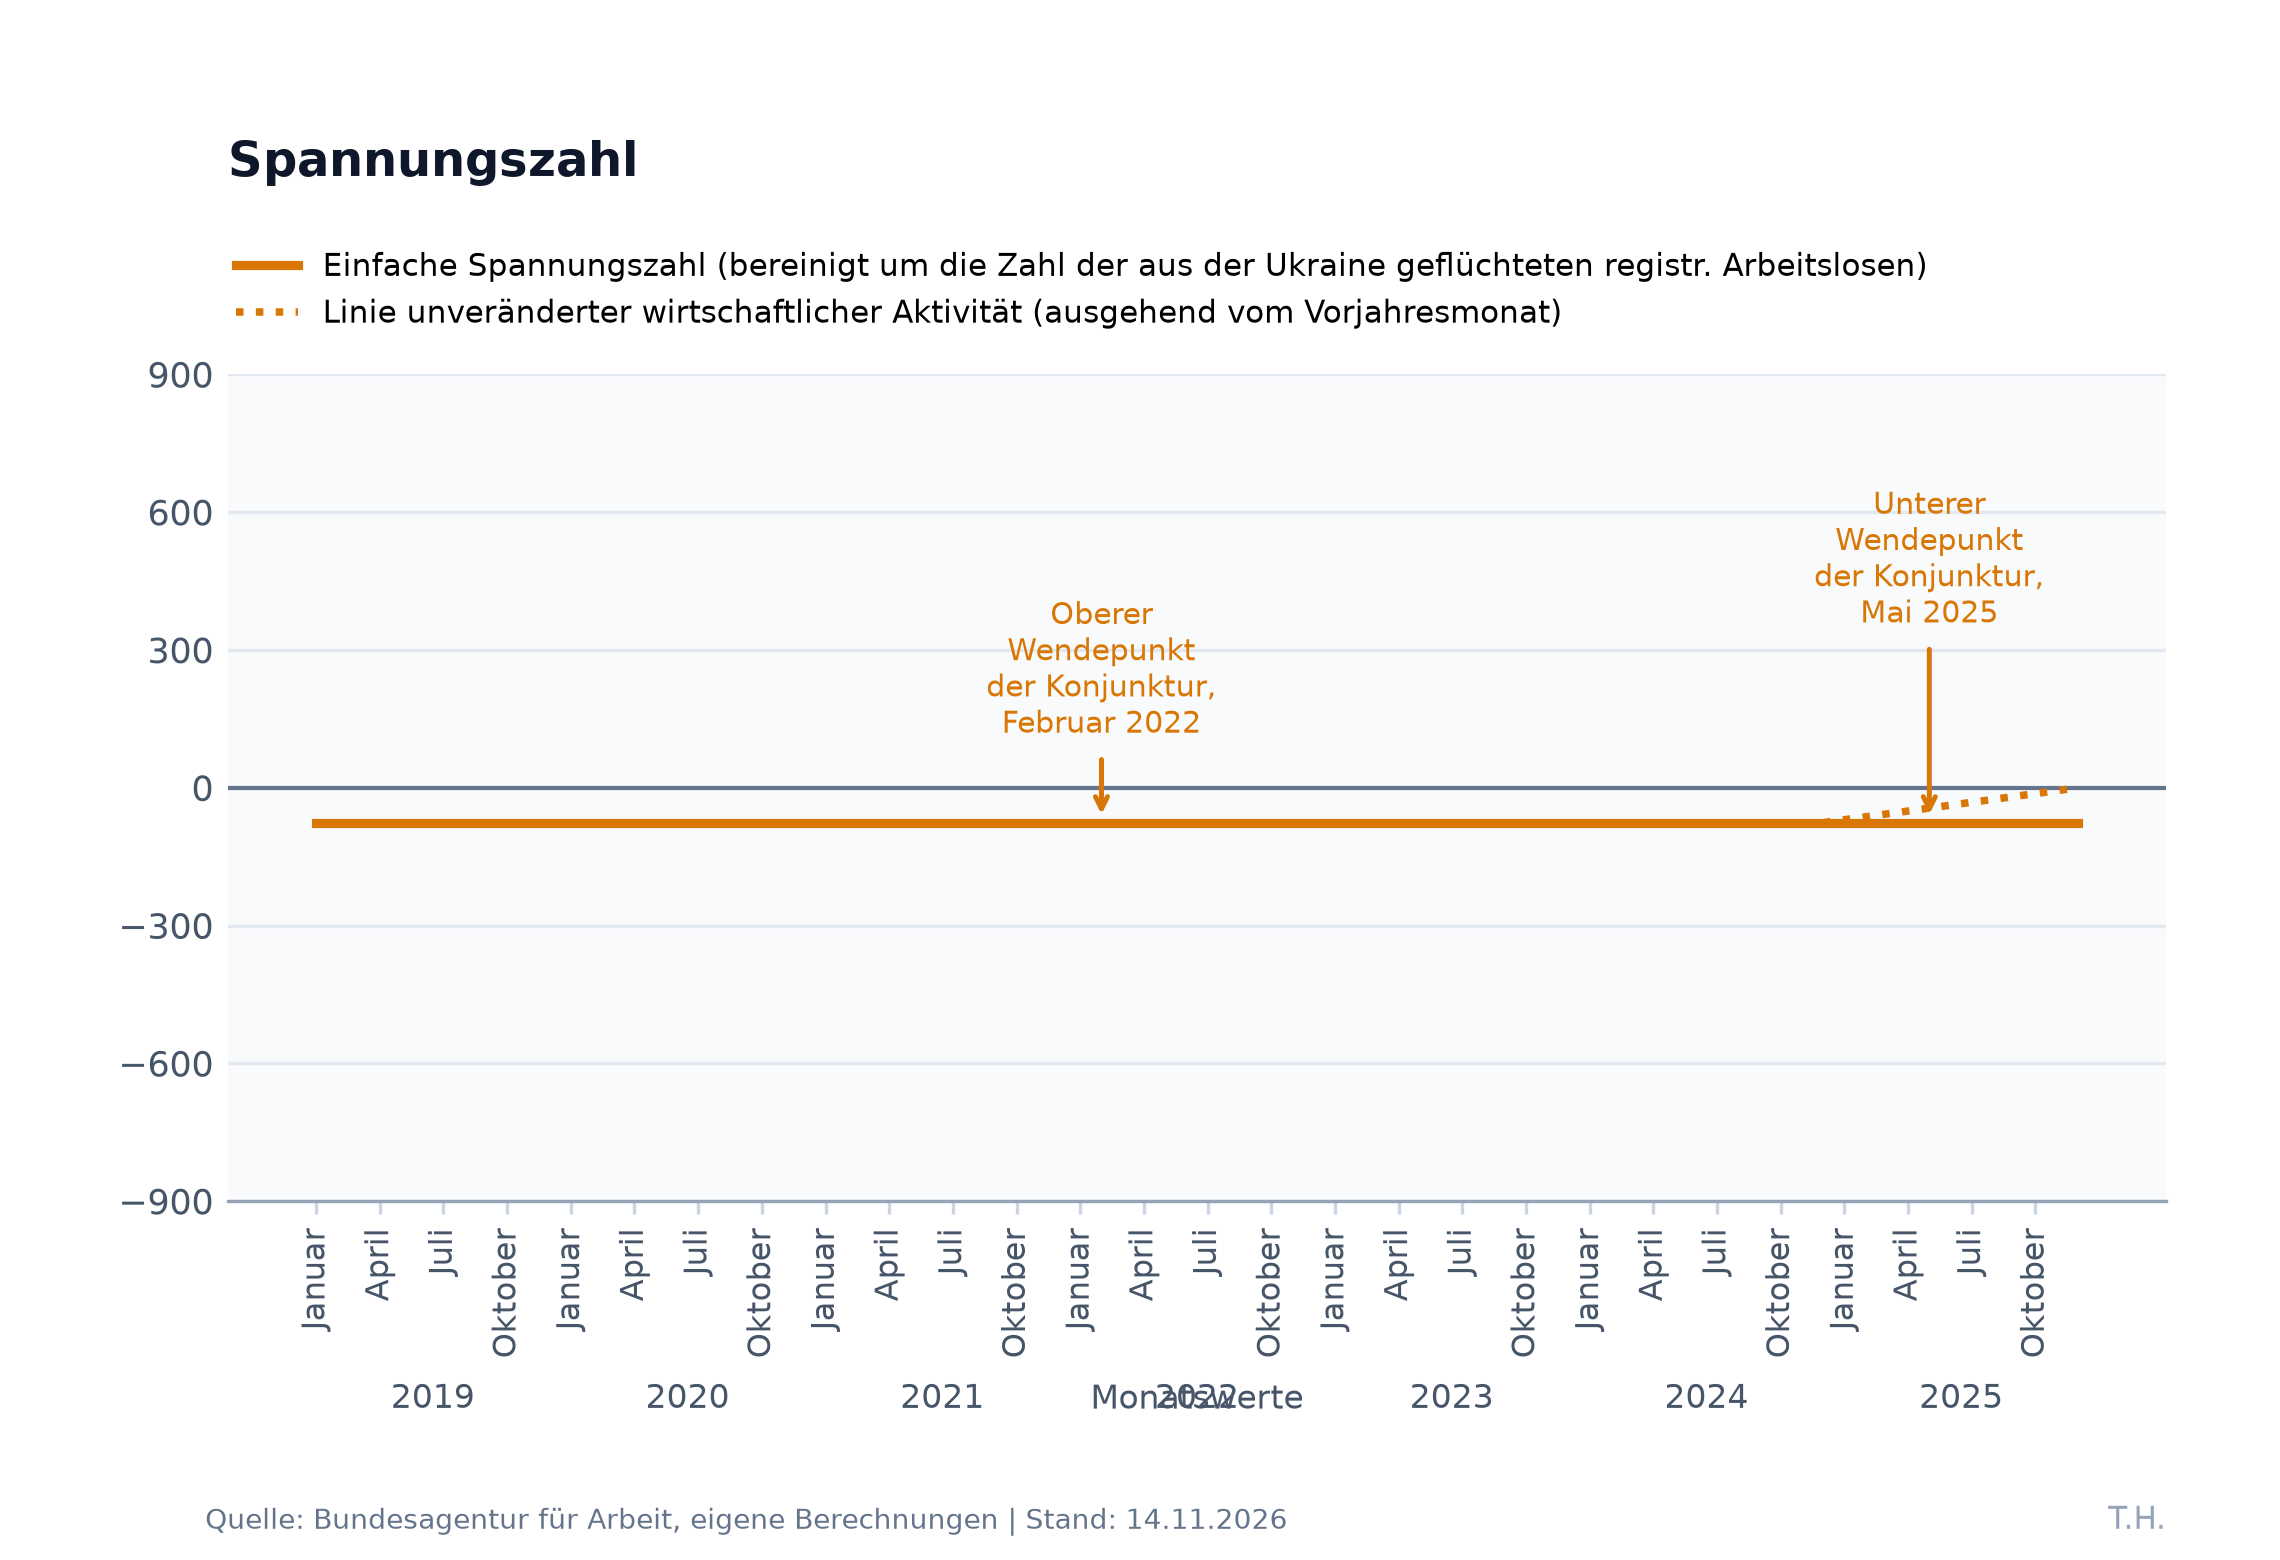 Spannungszahl
Einfache Spannungszahl (bereinigt um die Zahl der aus der Ukraine geflüchteten registr. Arbeitslosen)
Linie unveränderter wirtschaftlicher Aktivität (ausgehend vom Vorjahresmonat)
900
600
300
0
−300
−600
−900
Oberer
Wendepunkt
der Konjunktur,
Februar 2022
Unterer
Wendepunkt
der Konjunktur,
Mai 2025
Januar April Juli Oktober Januar April Juli Oktober Januar April Juli Oktober Januar April Juli Oktober Januar April Juli Oktober Januar April Juli Oktober Januar April Juli Oktober
2019 2020 2021 2022 2023 2024 2025
Monatswerte
Quelle: Bundesagentur für Arbeit, eigene Berechnungen | Stand: 14.11.2026
T.H.